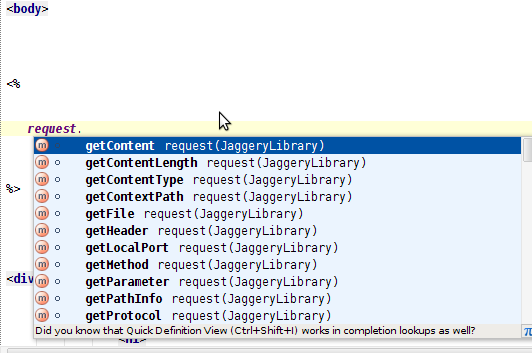 <body>
<%
request.
m getContent request(JaggeryLibrary)
m getContentLength request(JaggeryLibrary)
m getContentType request(JaggeryLibrary)
m getContextPath request(JaggeryLibrary)
%>
m getFile request(JaggeryLibrary)
m getHeader request(JaggeryLibrary)
m getLocalPort request(JaggeryLibrary)
m getMethod request(JaggeryLibrary)
<div
m getParameter request(JaggeryLibrary)
m getPathInfo request(JaggeryLibrary)
m getProtocol request(JaggeryLibrary)
Did you know that Quick Definition View (Ctrl+Shift+I) works in completion lookups as well? π